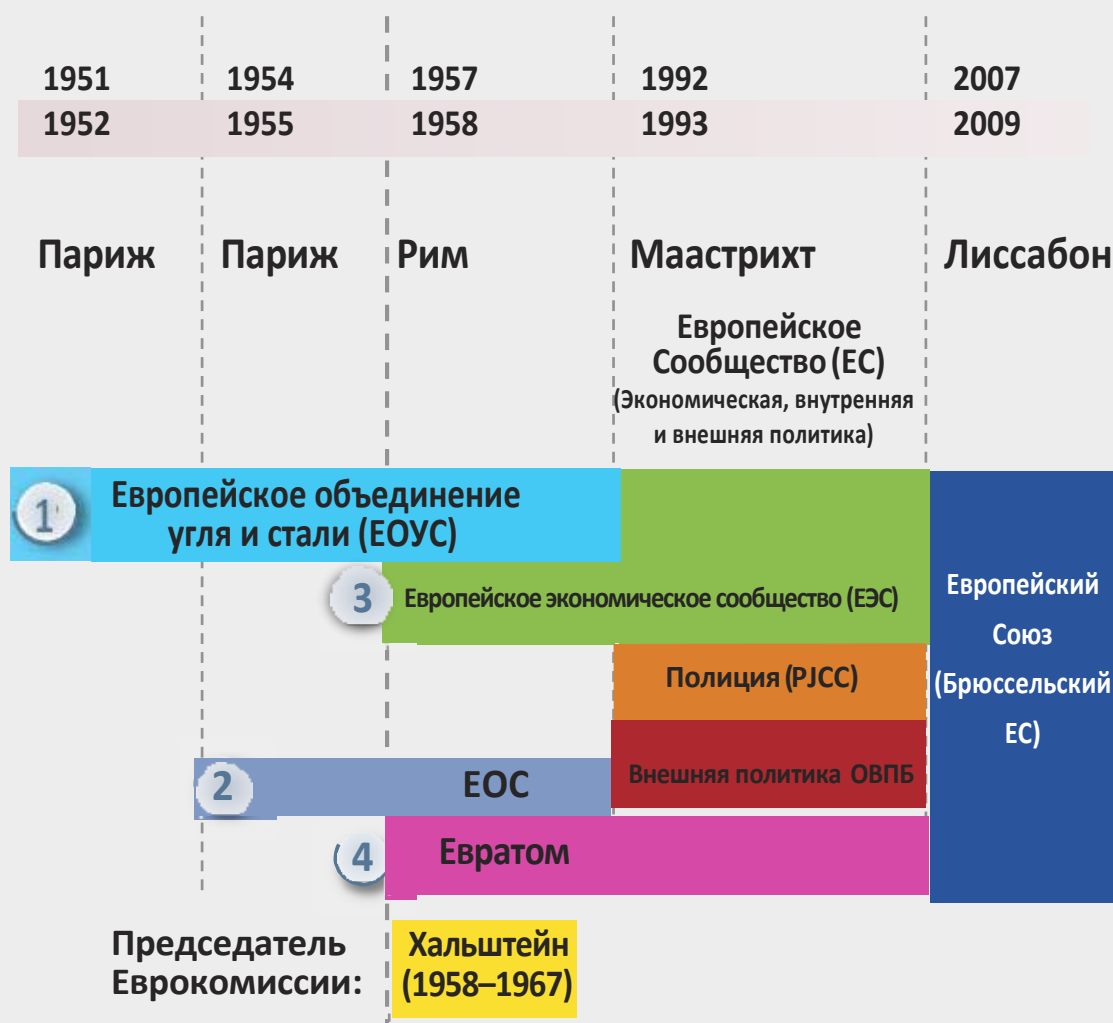 1951 1954 1957 1992 2007
1952 1955 1958 1993 2009
Париж Париж Рим Маастрихт Лиссабон
Европейское
Сообщество (ЕС)
(Экономическая, внутренняя
и внешняя политика)
1
Европейское объединение
угля и стали (ЕОУС)
3
Европейское экономическое сообщество (ЕЭС)
Полиция (PJCC)
2
ЕОС
Внешняя политика ОВПБ
4
Евратом
Европейский
Союз
(Брюссельский
ЕС)
Председатель
Еврокомиссии:
Хальштейн
(1958–1967)